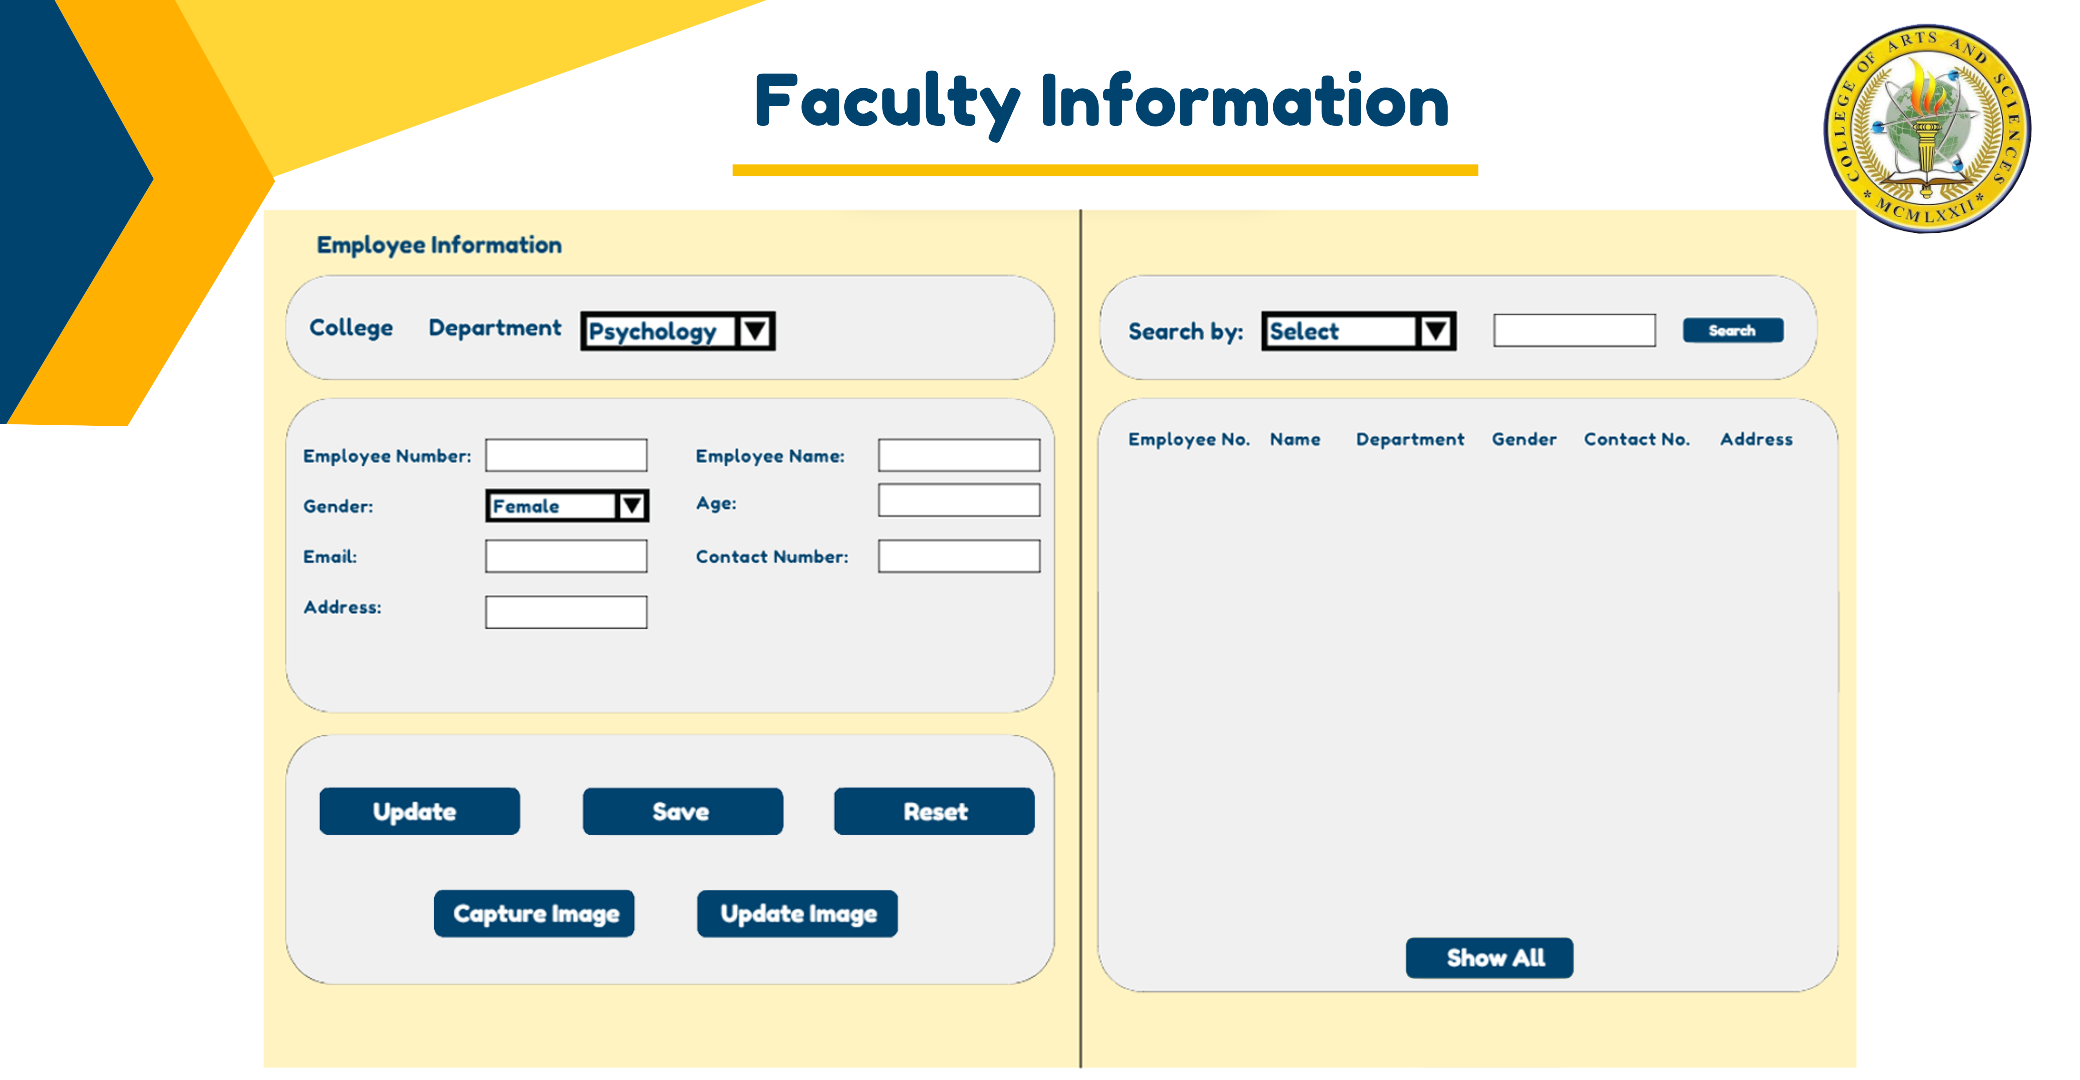 Faculty Information
COLLEGE OF ARTS AND SCIENCES
* MCMLXXII *
Employee Information
College Department Psychology
Employee Number: Employee Name:
Gender: Female Age:
Email: Contact Number:
Address:
Update Save Reset
Capture Image Update Image
Search by: Select Search
Employee No. Name Department Gender Contact No. Address
Show All